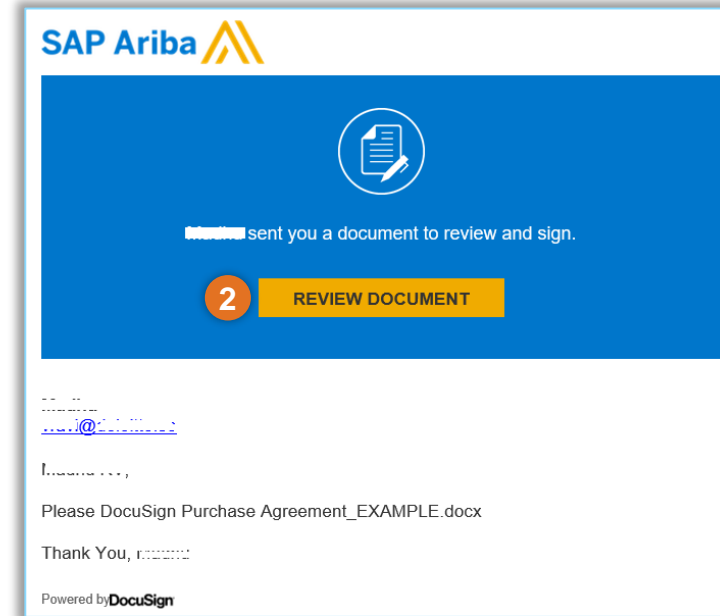 SAP Ariba
sent you a document to review and sign.
2
REVIEW DOCUMENT
@
Please DocuSign Purchase Agreement_EXAMPLE.docx
Thank You,
Powered by DocuSign